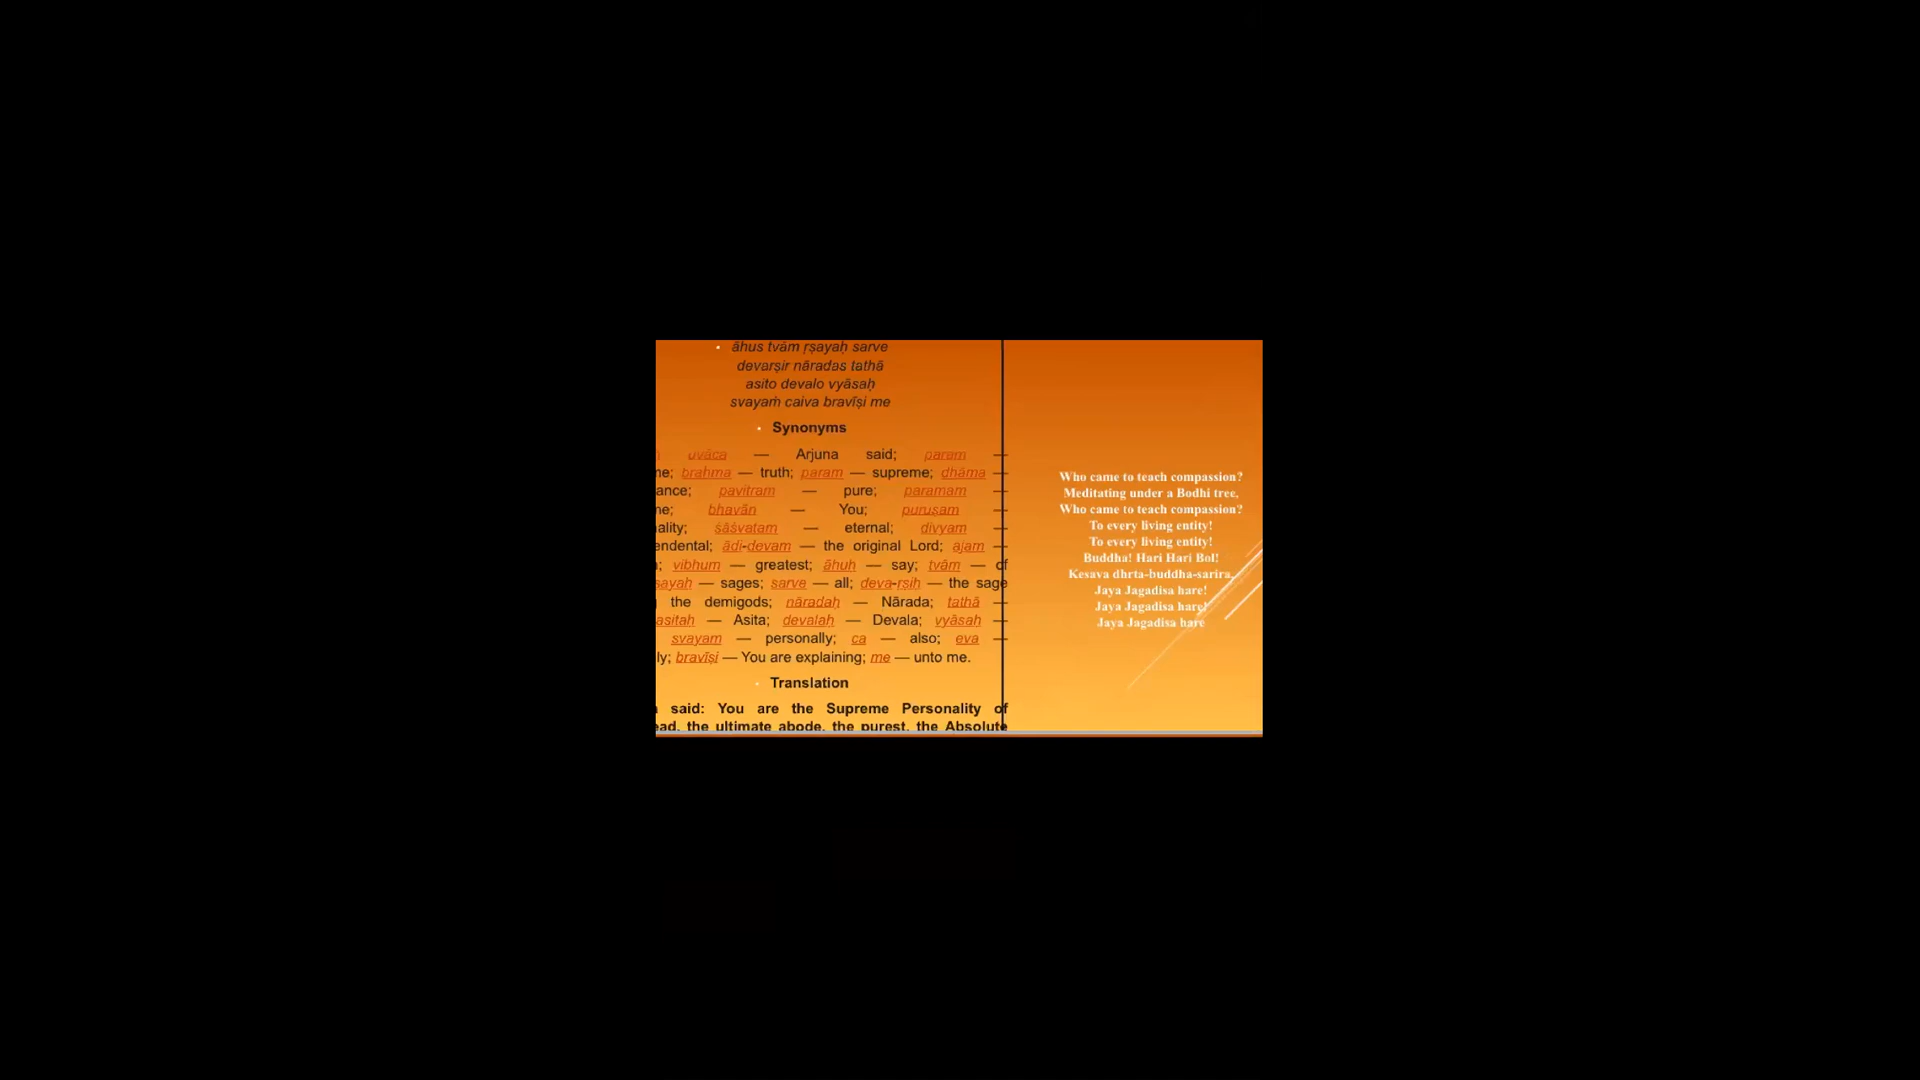 āhus tvām ṛṣayaḥ sarve
devarṣir nāradas tathā
asito devalo vyāsaḥ
svayaṁ caiva bravīṣi me
Synonyms
uvāca — Arjuna said; param —
me; brahma — truth; param — supreme; dhāma —
ance; pavitram — pure; paramam —
ne; bhavān — You; puruṣam —
ality; śāśvatam — eternal; divyam —
endental; ādi-devam — the original Lord; ajam —
; vibhum — greatest; āhuḥ — say; tvām — of
ṣayaḥ — sages; sarve — all; deva-rṣiḥ — the sage
the demigods; nāradaḥ — Nārada; tathā —
asitaḥ — Asita; devalaḥ — Devala; vyāsaḥ —
svayam — personally; ca — also; eva —
ly; bravīṣi — You are explaining; me — unto me.
Translation
said: You are the Supreme Personality of
ead, the ultimate abode, the purest, the Absolute
Who came to teach compassion?
Meditating under a Bodhi tree,
Who came to teach compassion?
To every living entity!
To every living entity!
Buddha! Hari Hari Bol!
Kesava dhrta-buddha-sarira,
Jaya Jagadisa hare!
Jaya Jagadisa hare!
Jaya Jagadisa hare